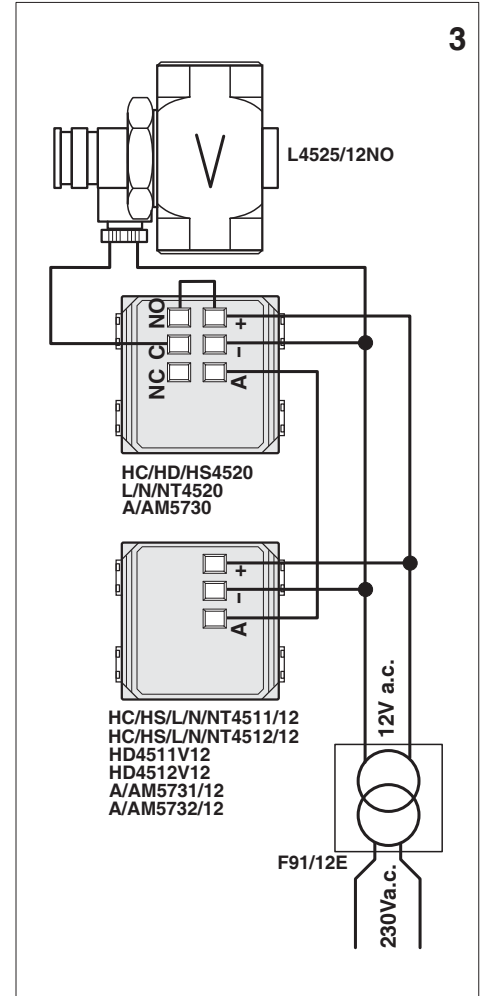 3
L4525/12NO
NO
+
C
–
NC
A
HC/HD/HS4520
L/N/NT4520
A/AM5730
+
–
A
HC/HS/L/N/NT4511/12
HC/HS/L/N/NT4512/12
HD4511V12
HD4512V12
A/AM5731/12
A/AM5732/12
12V a.c.
F91/12E
230Va.c.